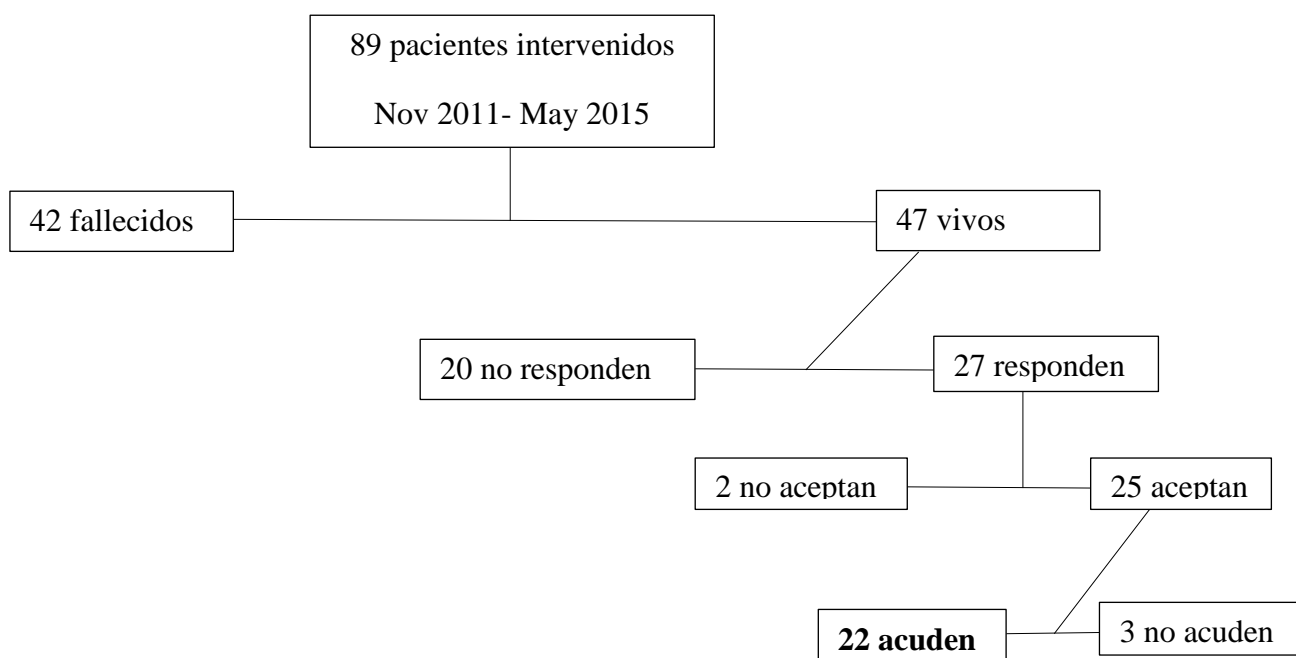 89 pacientes intervenidos
Nov 2011- May 2015
42 fallecidos
47 vivos
20 no responden
27 responden
2 no aceptan
25 aceptan
22 acuden
3 no acuden